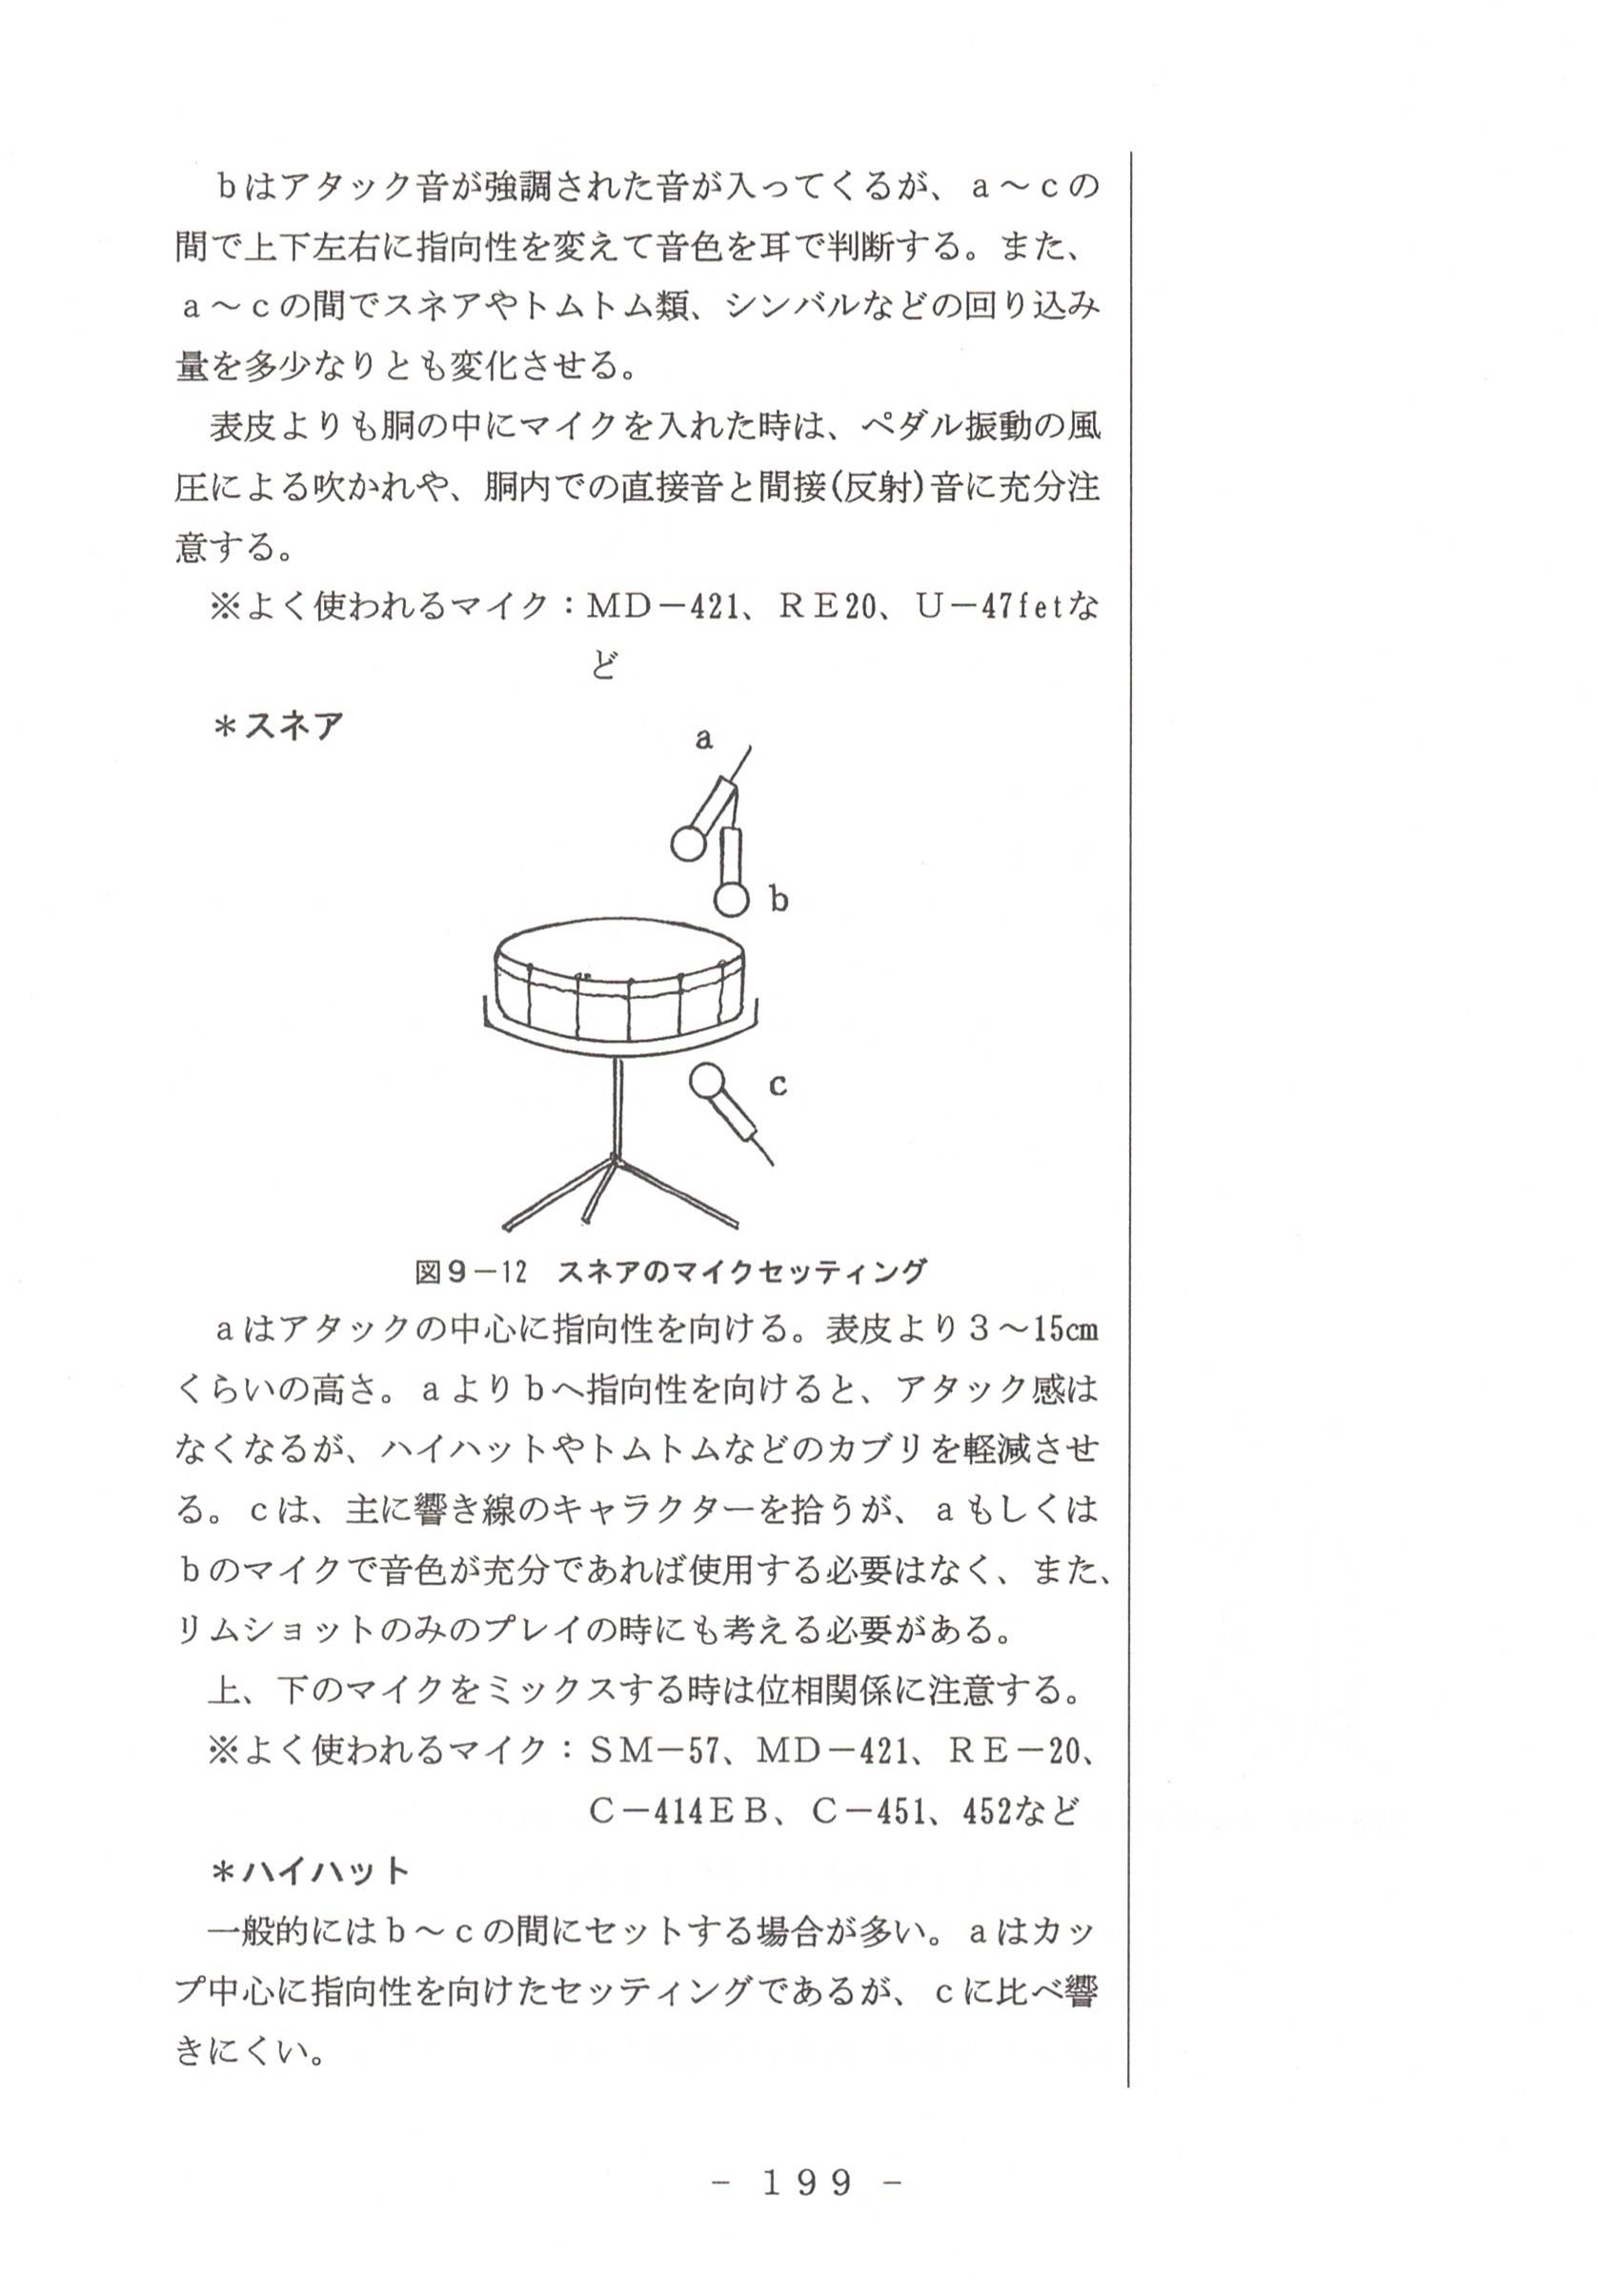 ｂはアタック音が強調された音が入ってくるが、ａ～ｃの
間で上下左右に指向性を変えて音色を耳で判断する。また、
ａ～ｃの間でスネアやトムトム類、シンバルなどの回り込み
量を多少なりとも変化させる。
表皮よりも胴の中にマイクを入れた時は、ペダル振動の風
圧による吹かれや、胴内での直接音と間接(反射)音に充分注
意する。
※よく使われるマイク：ＭＤ－421、ＲＥ20、Ｕ－47fetな
ど
＊スネア
a
b
c
図９－12　スネアのマイクセッティング
ａはアタックの中心に指向性を向ける。表皮より３～15cm
くらいの高さ。ａよりｂへ指向性を向けると、アタック感は
なくなるが、ハイハットやトムトムなどのカブリを軽減させ
る。ｃは、主に響き線のキャラクターを拾うが、ａもしくは
ｂのマイクで音色が充分であれば使用する必要はなく、また、
リムショットのみのプレイの時にも考える必要がある。
上、下のマイクをミックスする時は位相関係に注意する。
※よく使われるマイク：ＳＭ－57、ＭＤ－421、ＲＥ－20、
Ｃ－414ＥＢ、Ｃ－451、452など
＊ハイハット
一般的にはｂ～ｃの間にセットする場合が多い。ａはカッ
プ中心に指向性を向けたセッティングであるが、ｃに比べ響
きにくい。
- 199 -